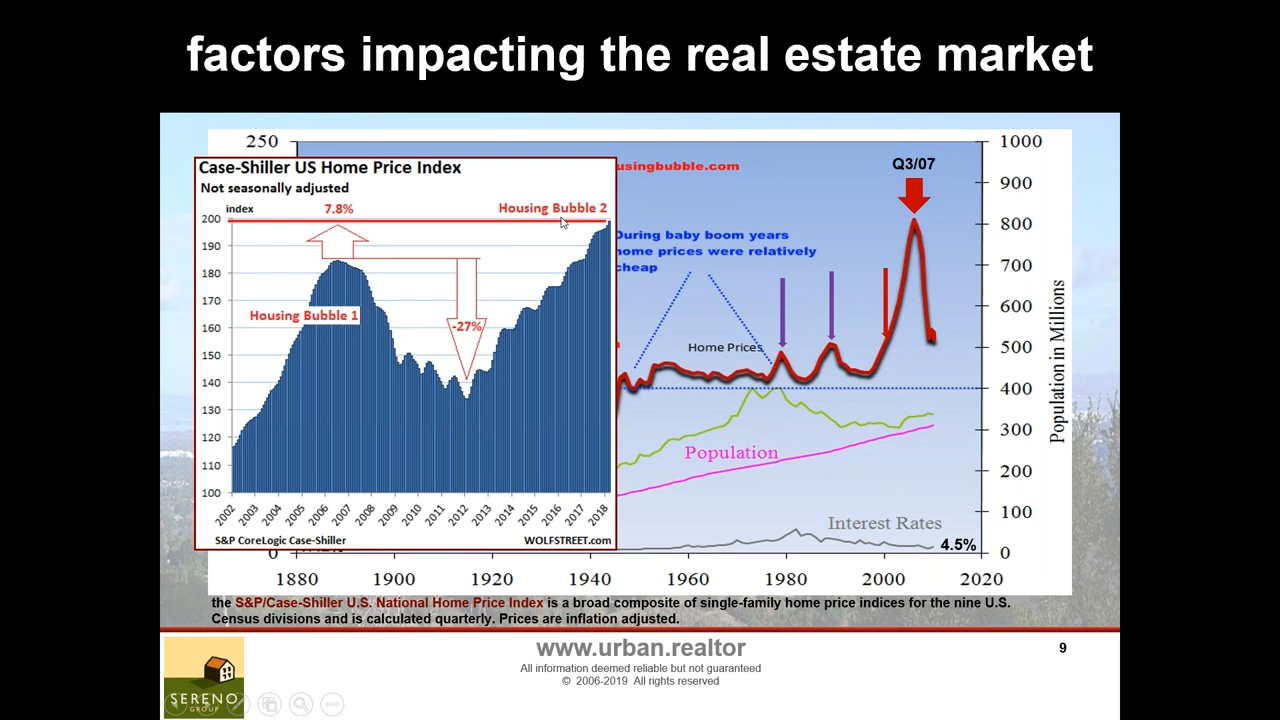 factors impacting the real estate market
250
1000
900
800
700
600
500
400
300
200
100
0
Population in Millions
Q3/07
usingbubble.com
During baby boom years
home prices were relatively
cheap
Home Prices
Population
Interest Rates
4.5%
0
1880
1900
1920
1940
1960
1980
2000
2020
Case-Shiller US Home Price Index
Not seasonally adjusted
index
7.8%
Housing Bubble 2
200
190
180
170
160
150
140
130
120
110
100
Housing Bubble 1
-27%
2002
2003
2004
2005
2006
2007
2008
2009
2010
2011
2012
2013
2014
2015
2016
2017
2018
S&P CoreLogic Case-Shiller
WOLFSTREET.com
the S&P/Case-Shiller U.S. National Home Price Index is a broad composite of single-family home price indices for the nine U.S.
Census divisions and is calculated quarterly. Prices are inflation adjusted.
www.urban.realtor
9
All information deemed reliable but not guaranteed
© 2006-2019 All rights reserved
SERENO
GROUP